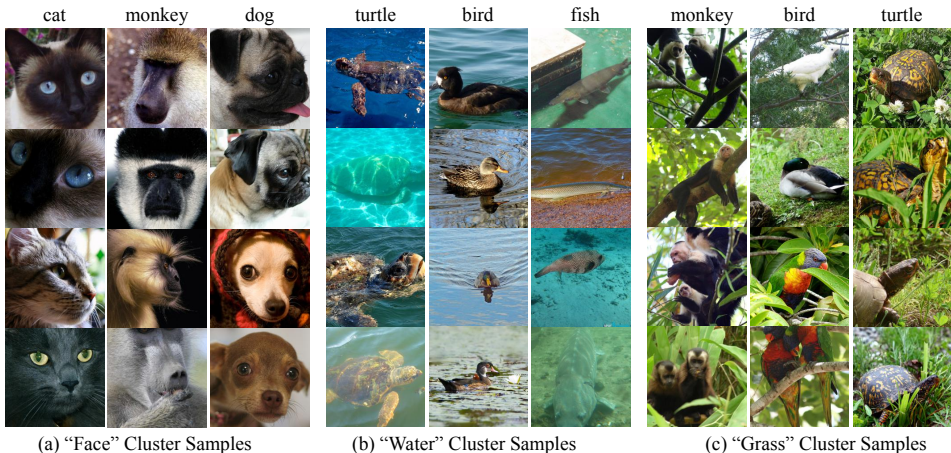 cat monkey dog turtle bird fish monkey bird turtle
(a) “Face” Cluster Samples (b) “Water” Cluster Samples (c) “Grass” Cluster Samples